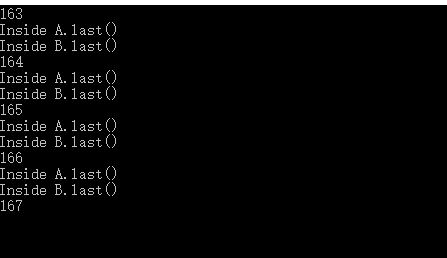 163
Inside A.last()
Inside B.last()
164
Inside A.last()
Inside B.last()
165
Inside A.last()
Inside B.last()
166
Inside A.last()
Inside B.last()
167